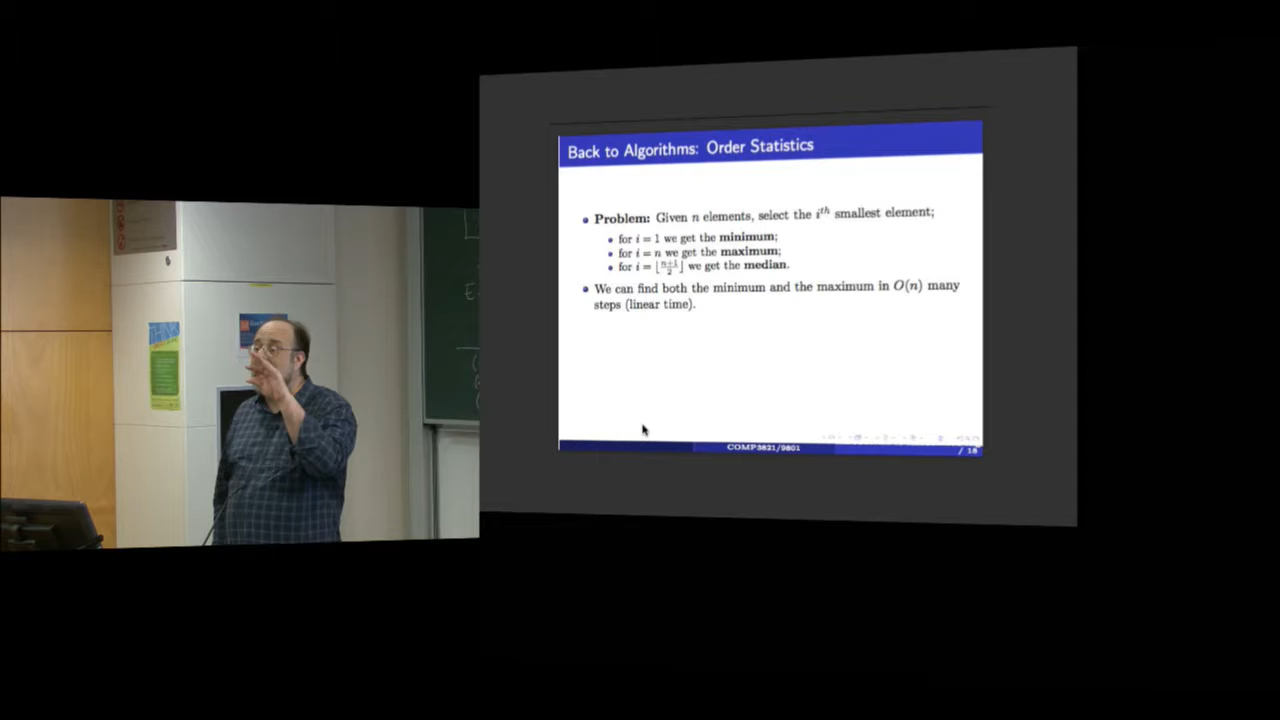 THINK
Back to Algorithms: Order Statistics
Problem: Given n elements, select the i^th smallest element;
for i = 1 we get the minimum;
for i = n we get the maximum;
for i = ⌊(n+1)/2⌋ we get the median.
We can find both the minimum and the maximum in O(n) many
steps (linear time).
COMP3821/9801
/ 18